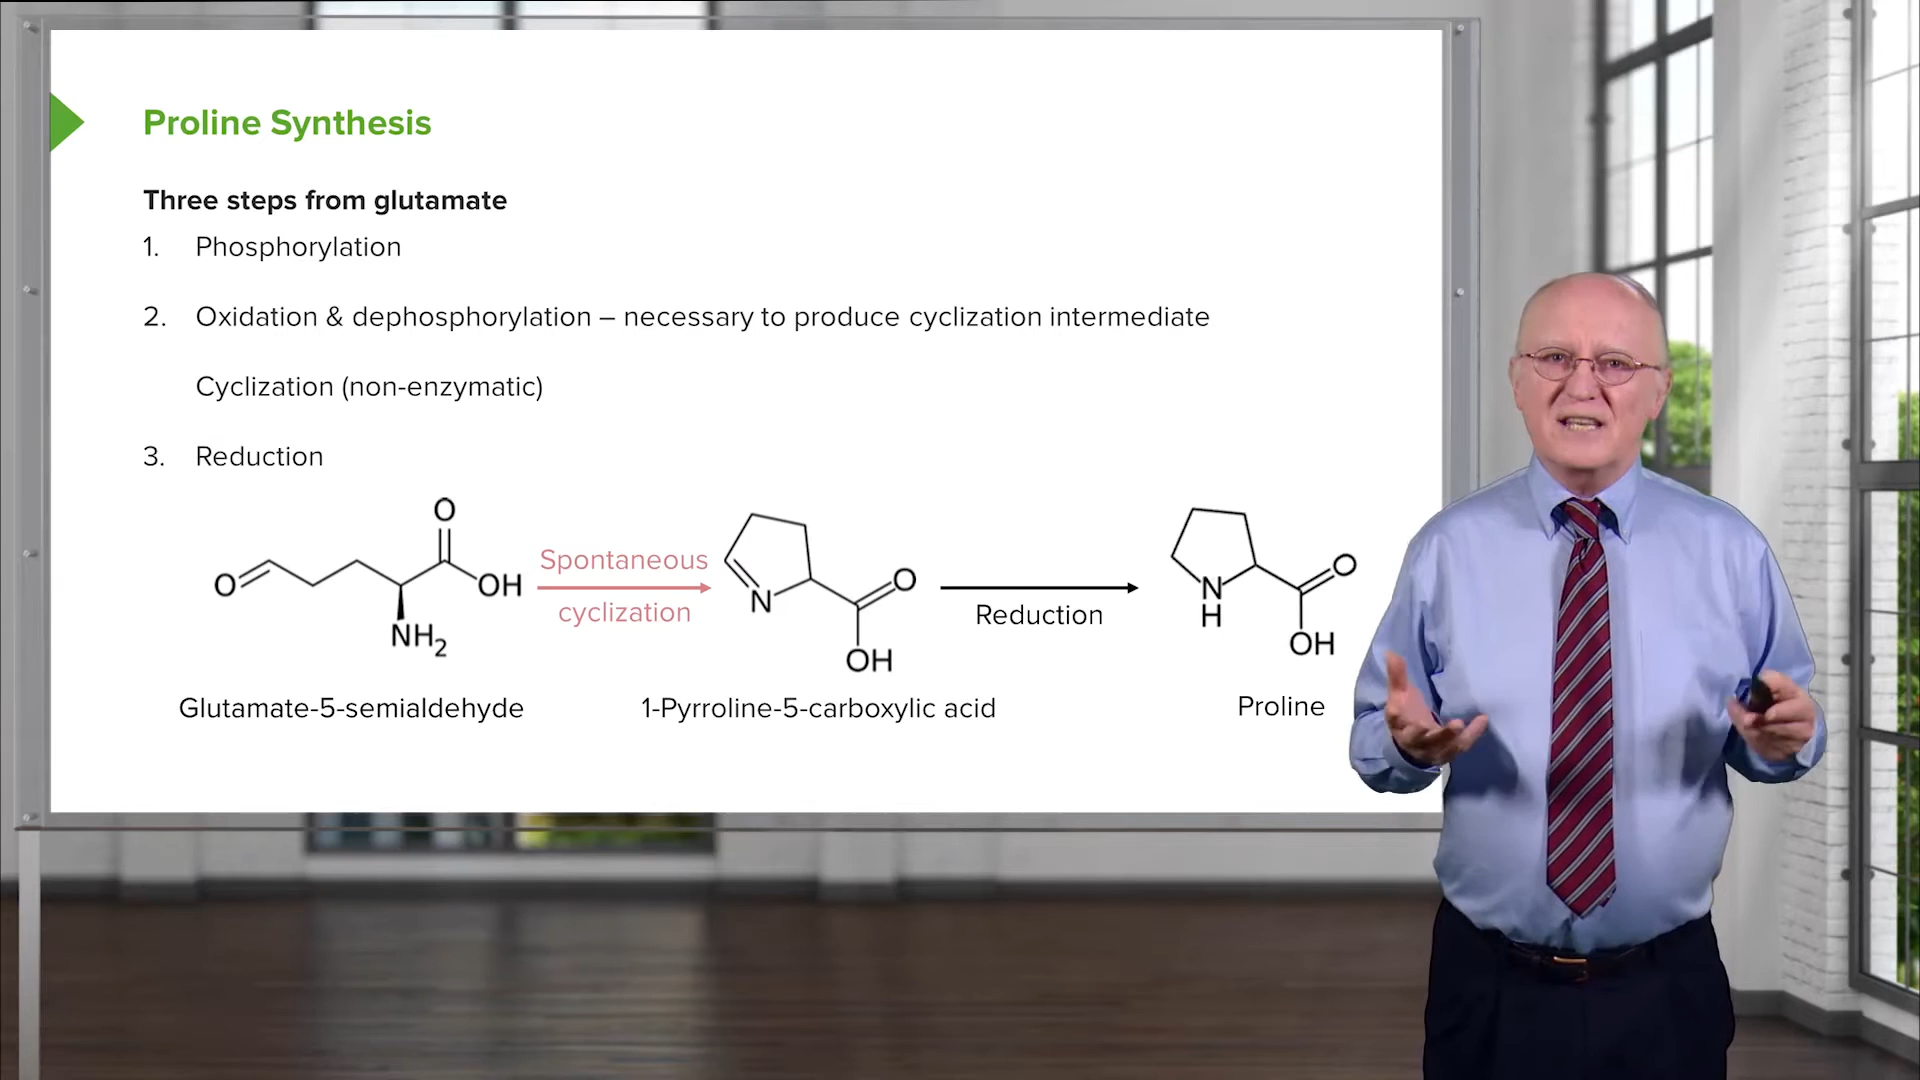 Proline Synthesis
Three steps from glutamate
1. Phosphorylation
2. Oxidation & dephosphorylation – necessary to produce cyclization intermediate
Cyclization (non-enzymatic)
3. Reduction
O
O
OH
NH2
Spontaneous
cyclization
N
O
OH
Reduction
N
H
O
OH
Glutamate-5-semialdehyde
1-Pyrroline-5-carboxylic acid
Proline